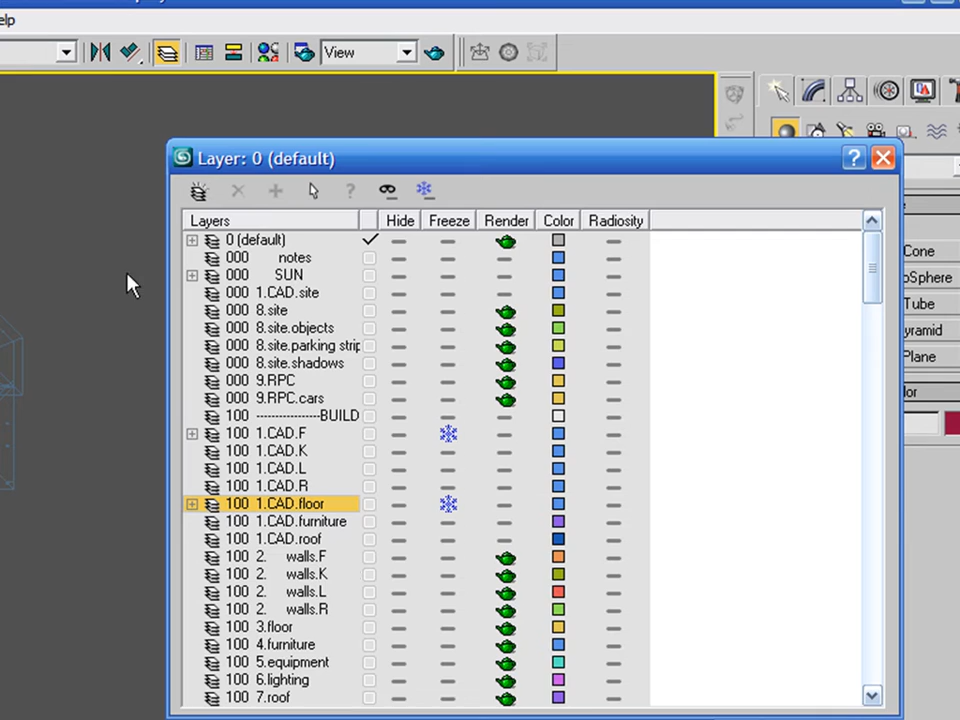 elp
View
Layer: 0 (default)
Layers Hide Freeze Render Color Radiosity
0 (default)
000 notes
000 SUN
000 1.CAD.site
000 8.site
000 8.site.objects
000 8.site.parking strip
000 8.site.shadows
000 9.RPC
000 9.RPC.cars
100 ----------------BUILD
100 1.CAD.F
100 1.CAD.K
100 1.CAD.L
100 1.CAD.R
100 1.CAD.floor
100 1.CAD.furniture
100 1.CAD.roof
100 2. walls.F
100 2. walls.K
100 2. walls.L
100 2. walls.R
100 3.floor
100 4.furniture
100 5.equipment
100 6.lighting
100 7.roof
Cone
oSphere
Tube
yramid
Plane
lor